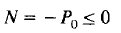 N = − P₀ ≤ 0